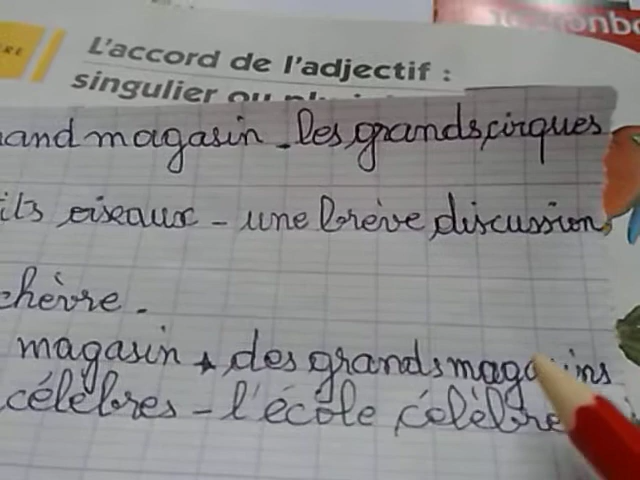 L'accord de l'adjectif :
singulier ou
and magasin - les grands cirques
ils oiseaux - une brève discussion,
chèvre.
magasin * des grands magasins
célèbres - l'école célèbre